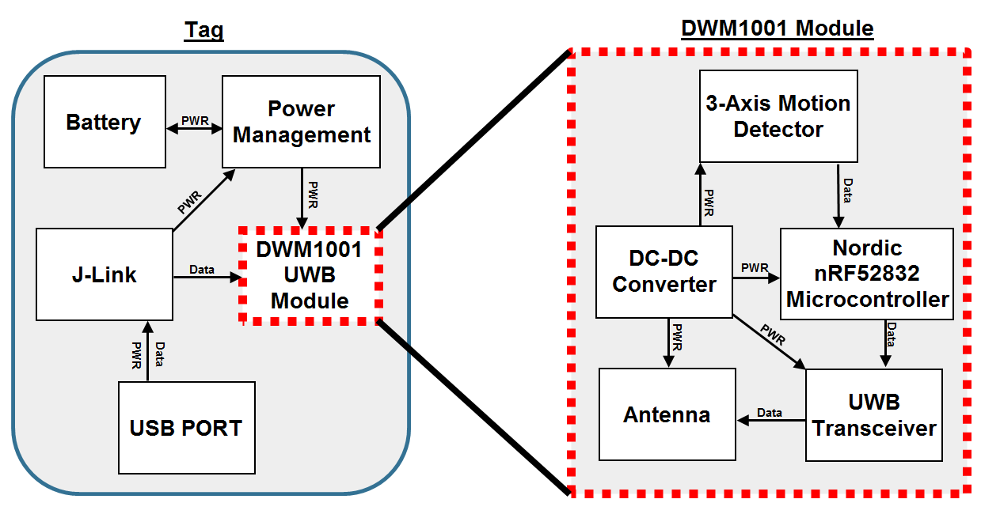 Tag
Battery
PWR
Power
Management
PWR
PWR
J-Link
Data
DWM1001
UWB
Module
PWR
Data
USB PORT
DWM1001 Module
3-Axis Motion
Detector
PWR
Data
DC-DC
Converter
PWR
Nordic
nRF52832
Microcontroller
PWR
PWR
Data
Antenna
Data
UWB
Transceiver